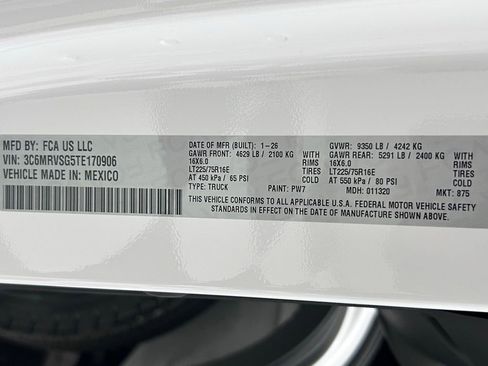 MFD BY: FCA US LLC
VIN: 3C6MRVSG5TE170906
VEHICLE MADE IN: MEXICO
DATE OF MFR (BUILT): 1-26 GVWR: 9350 LB / 4242 KG
GAWR FRONT: 4629 LB / 2100 KG WITH GAWR REAR: 5291 LB / 2400 KG WITH
16X6.0 RIMS 16X6.0 RIMS
LT225/75R16E TIRES LT225/75R16E TIRES
AT 450 kPa / 65 PSI COLD AT 550 kPa / 80 PSI COLD
TYPE: TRUCK PAINT: PW7 MDH: 011320 MKT: 875
THIS VEHICLE CONFORMS TO ALL APPLICABLE U.S.A. FEDERAL MOTOR VEHICLE SAFETY
STANDARDS IN EFFECT ON THE DATE OF MANUFACTURE SHOWN ABOVE.